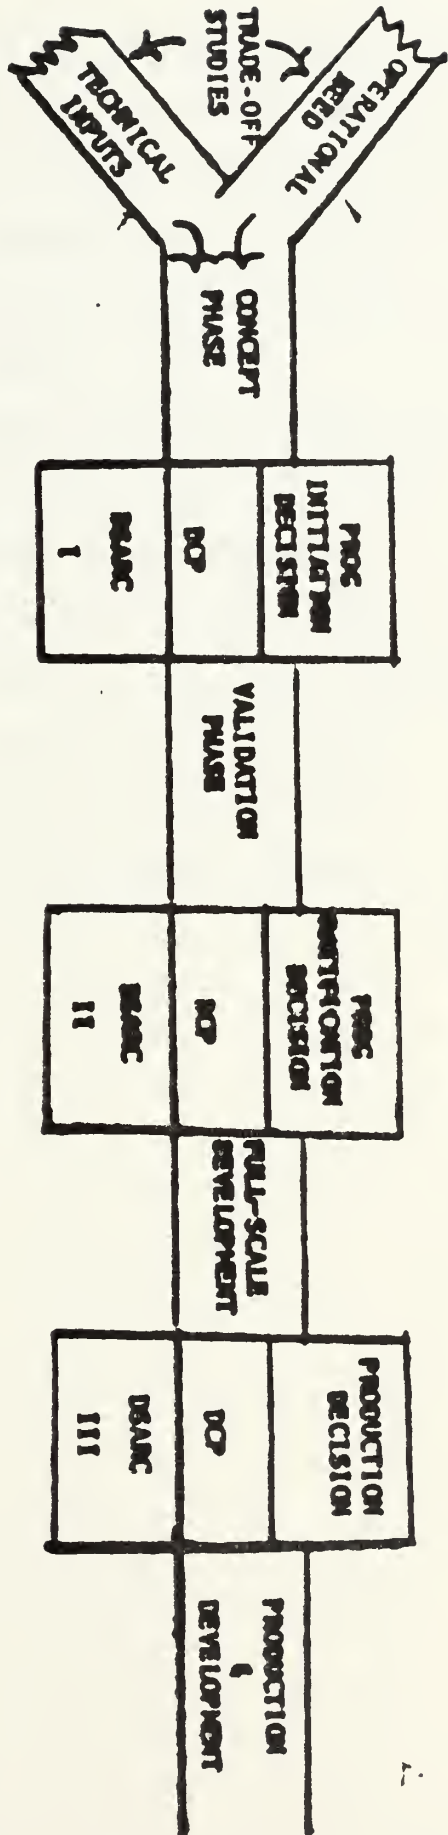 OPERATIONAL
NEED
TRADE-OFF
STUDIES
TECHNICAL
INPUTS
CONCEPT
PHASE
PROG
INITIATION
DECISION
DCP
DSARC
I
VALIDATION
PHASE
PROG
DECISION
DCP
DSARC
II
FULL-SCALE
DEVELOPMENT
PRODUCTION
DECISION
DCP
DSARC
III
PRODUCTION
&
DEVELOPMENT